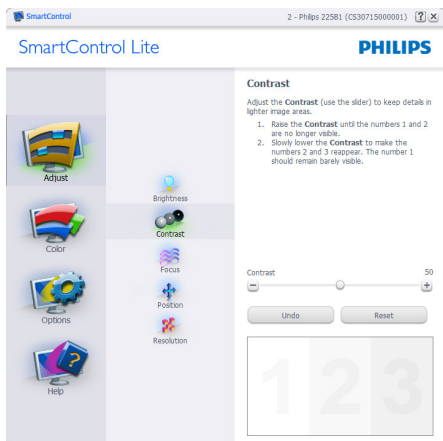 SmartControl
2 - Philips 225B1 (CS30715000001)
SmartControl Lite
PHILIPS
Contrast
Adjust the Contrast (use the slider) to keep details in
lighter image areas.
1. Raise the Contrast until the numbers 1 and 2
are no longer visible.
2. Slowly lower the Contrast to make the
numbers 2 and 3 reappear. The number 1
should remain barely visible.
Adjust
Color
Options
Help
Brightness
Contrast
Focus
Position
Resolution
Contrast 50
Undo Reset
1 2 3